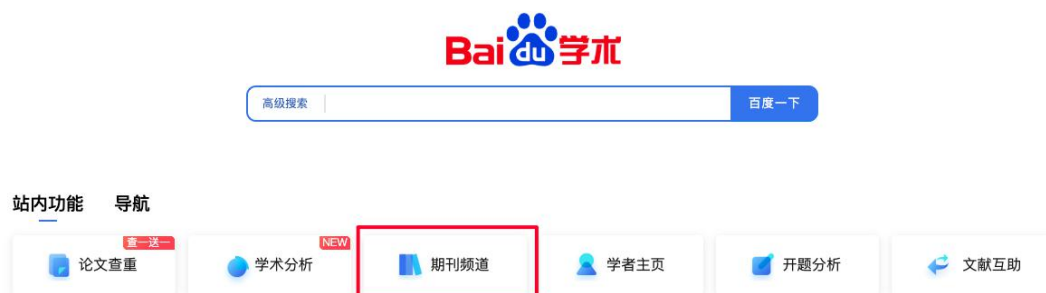 Bai du 学术
高级搜索 百度一下
站内功能 导航
查一送一 NEW
论文查重 学术分析 期刊频道 学者主页 开题分析 文献互助